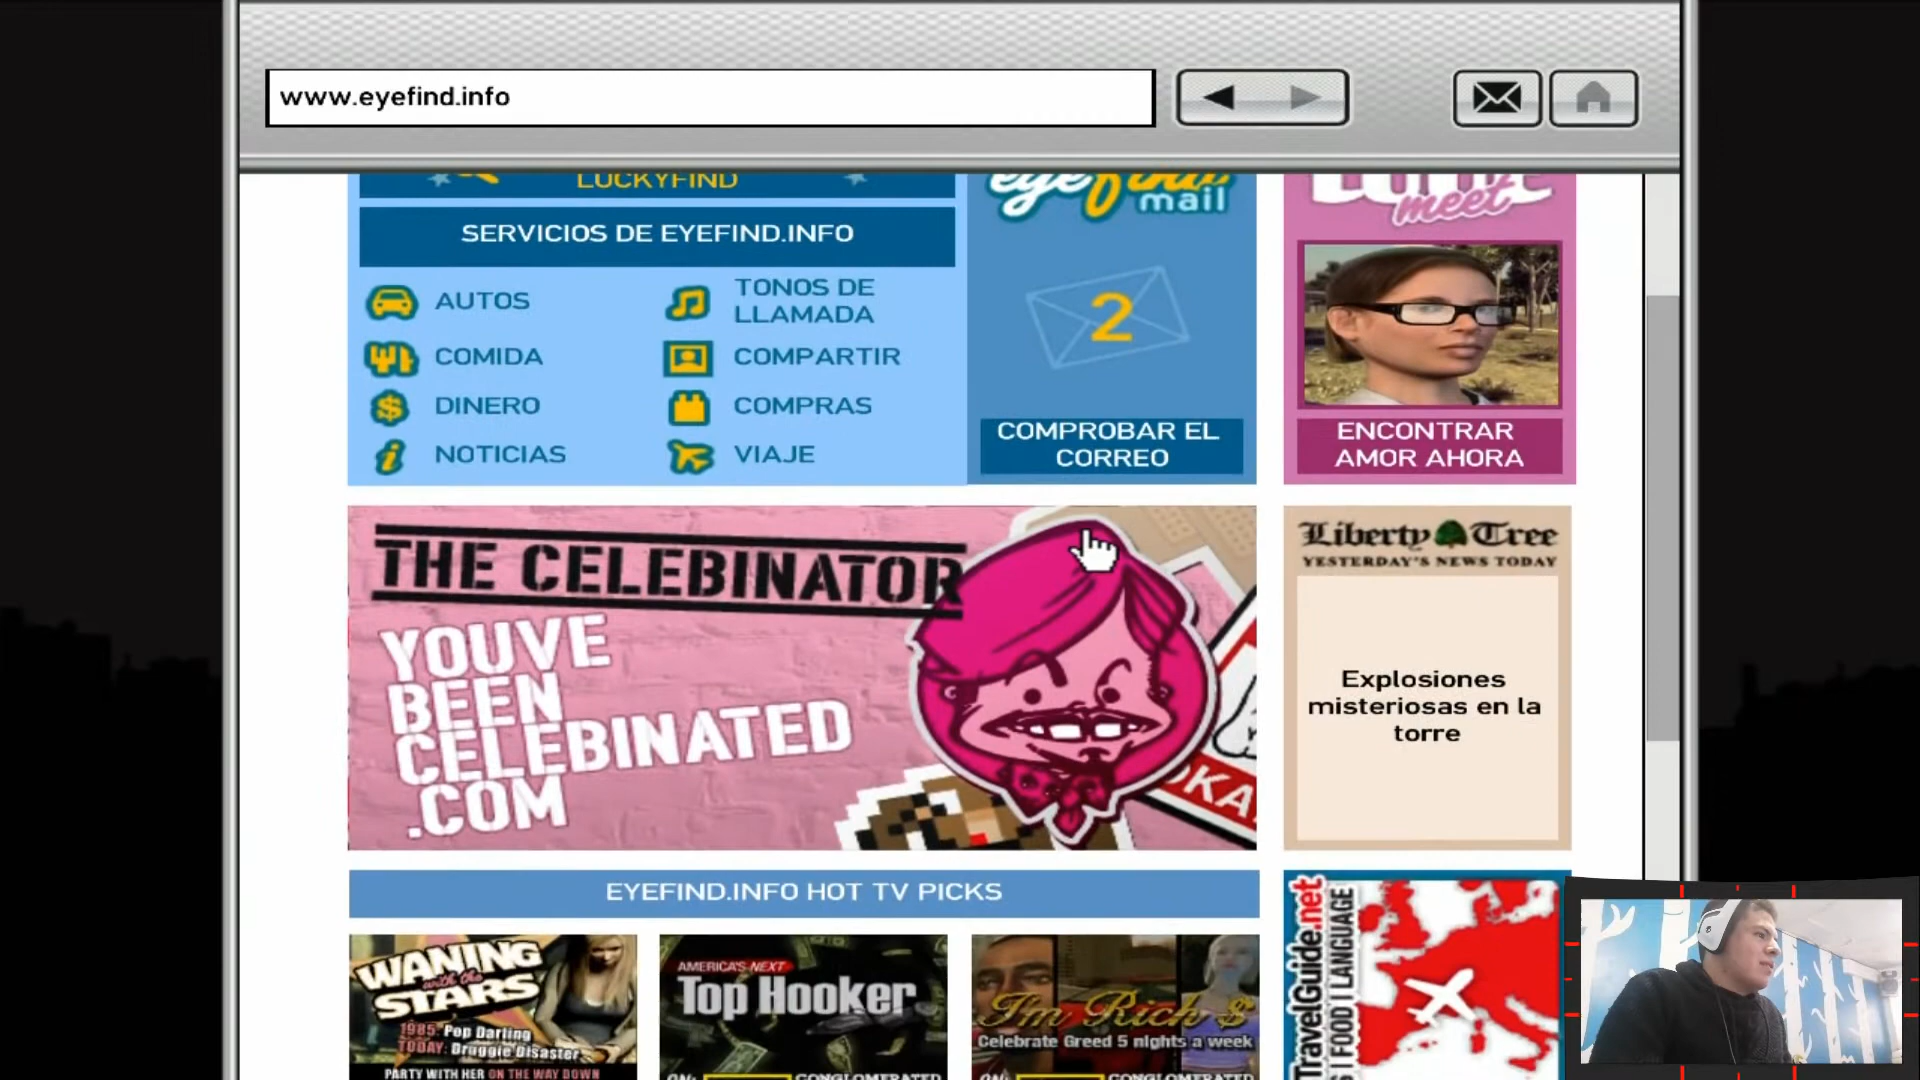 www.eyefind.info
LUCKYFIND
SERVICIOS DE EYEFIND.INFO
AUTOS
COMIDA
DINERO
NOTICIAS
TONOS DE
LLAMADA
COMPARTIR
COMPRAS
VIAJE
eyefind
mail
2
COMPROBAR EL
CORREO
meet
ENCONTRAR
AMOR AHORA
THE CELEBINATOR
YOUVE
BEEN
CELEBINATED
.COM
Liberty Tree
YESTERDAY'S NEWS TODAY
Explosiones
misteriosas en la
torre
EYEFIND.INFO HOT TV PICKS
WANING
with the
STARS
1985: Pop Darling
TODAY: Druggie Disaster
PARTY WITH HER ON THE WAY DOWN
AMERICA'S NEXT
Top Hooker
CONGLOMERATED
I'm Rich $
Celebrate Greed 5 nights a week
CONGLOMERATED
TravelGuide.net
| FOOD | LANGUAGE